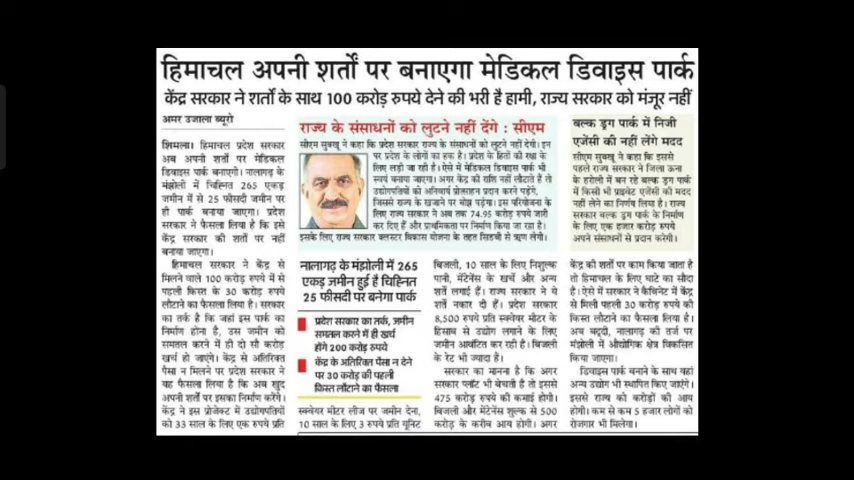 हिमाचल अपनी शर्तों पर बनाएगा मेडिकल डिवाइस पार्क
केंद्र सरकार ने शर्तों के साथ 100 करोड़ रुपये देने की भरी है हामी, राज्य सरकार को मंजूर नहीं
अमर उजाला ब्यूरो
शिमला। हिमाचल प्रदेश सरकार
अब अपनी शर्तों पर मेडिकल
डिवाइस पार्क बनाएगी। नालागढ़ के
मंझोली में चिह्नित 265 एकड़
जमीन में से 25 फीसदी जमीन पर
ही पार्क बनाया जाएगा। प्रदेश
सरकार ने फैसला लिया है कि इसे
केंद्र सरकार की शर्तों पर नहीं
बनाया जाएगा।
हिमाचल सरकार ने केंद्र से
मिलने वाले 100 करोड़ रुपये में से
पहली किस्त के 30 करोड़ रुपये
लौटाने का फैसला लिया है। सरकार
का तर्क है कि जहां इस पार्क का
निर्माण होना है, उस जमीन को
समतल करने में ही दो सौ करोड़
खर्च हो जाएंगे। केंद्र से अतिरिक्त
पैसा न मिलने पर प्रदेश सरकार ने
यह फैसला लिया है कि अब खुद
अपनी शर्तों पर इसका निर्माण करेंगे।
केंद्र ने इस प्रोजेक्ट में उद्योगपतियों
को 33 साल के लिए एक रुपये प्रति
राज्य के संसाधनों को लुटने नहीं देंगे : सीएम
सीएम सुक्खू ने कहा कि प्रदेश सरकार राज्य के संसाधनों को लुटने नहीं देगी। इन
पर प्रदेश के लोगों का हक है। प्रदेश के हितों की रक्षा के
लिए लड़ी जा रही है। ऐसे में मेडिकल डिवाइस पार्क भी
स्वयं बनाया जाएगा। अगर केंद्र की राशि नहीं लौटाते हैं तो
उद्योगपतियों को अनिवार्य प्रोत्साहन प्रदान करने पड़ेंगे,
जिससे राज्य के खजाने पर बोझ पड़ेगा। इस परियोजना के
लिए राज्य सरकार ने अब तक 74.95 करोड़ रुपये जारी
कर दिए हैं और प्राथमिकता पर निर्माण किया जा रहा है।
इसके लिए राज्य सरकार क्लस्टर विकास योजना के तहत सिडबी से ऋण लेगी।
बल्क ड्रग पार्क में निजी
एजेंसी की नहीं लेंगे मदद
सीएम सुक्खू ने कहा कि इससे
पहले राज्य सरकार ने जिला ऊना
के हरोली में बन रहे बल्क ड्रग पार्क
में किसी भी प्राइवेट एजेंसी की मदद
नहीं लेने का निर्णय लिया है। राज्य
सरकार बल्क ड्रग पार्क के निर्माण
के लिए एक हजार करोड़ रुपये
अपने संसाधनों से प्रदान करेगी।
नालागढ़ के मंझोली में 265
एकड़ जमीन हुई है चिह्नित
25 फीसदी पर बनेगा पार्क
प्रदेश सरकार का तर्क, जमीन
समतल करने में ही खर्च
होंगे 200 करोड़ रुपये
केंद्र के अतिरिक्त पैसा न देने
पर 30 करोड़ की पहली
किस्त लौटाने का फैसला
स्क्वेयर मीटर लीज पर जमीन देना,
10 साल के लिए 3 रुपये प्रति यूनिट
बिजली, 10 साल के लिए निशुल्क
पानी, मेंटेनेंस के खर्चे और अन्य
शर्तें लगाई हैं। राज्य सरकार ने ये
शर्तें नकार दी हैं। प्रदेश सरकार
8,500 रुपये प्रति स्क्वेयर मीटर के
हिसाब से उद्योग लगाने के लिए
जमीन आवंटित कर रही है। बिजली
के रेट भी ज्यादा हैं।
सरकार का मानना है कि अगर
सरकार प्लॉट भी बेचती है तो इससे
475 करोड़ रुपये की कमाई होगी।
बिजली और मेंटेनेंस शुल्क से 500
करोड़ के करीब आय होगी। अगर
केंद्र की शर्तों पर काम किया जाता है
तो हिमाचल के लिए घाटे का सौदा
है। ऐसे में सरकार ने कैबिनेट में केंद्र
से मिली पहली 30 करोड़ रुपये की
किस्त लौटाने का फैसला लिया है।
अब बद्दी, नालागढ़ की तर्ज पर
मंझोली में औद्योगिक क्षेत्र विकसित
किया जाएगा।
डिवाइस पार्क बनाने के साथ यहां
अन्य उद्योग भी स्थापित किए जाएंगे।
इससे राज्य को करोड़ों की आय
होगी। कम से कम 5 हजार लोगों को
रोजगार भी मिलेगा।